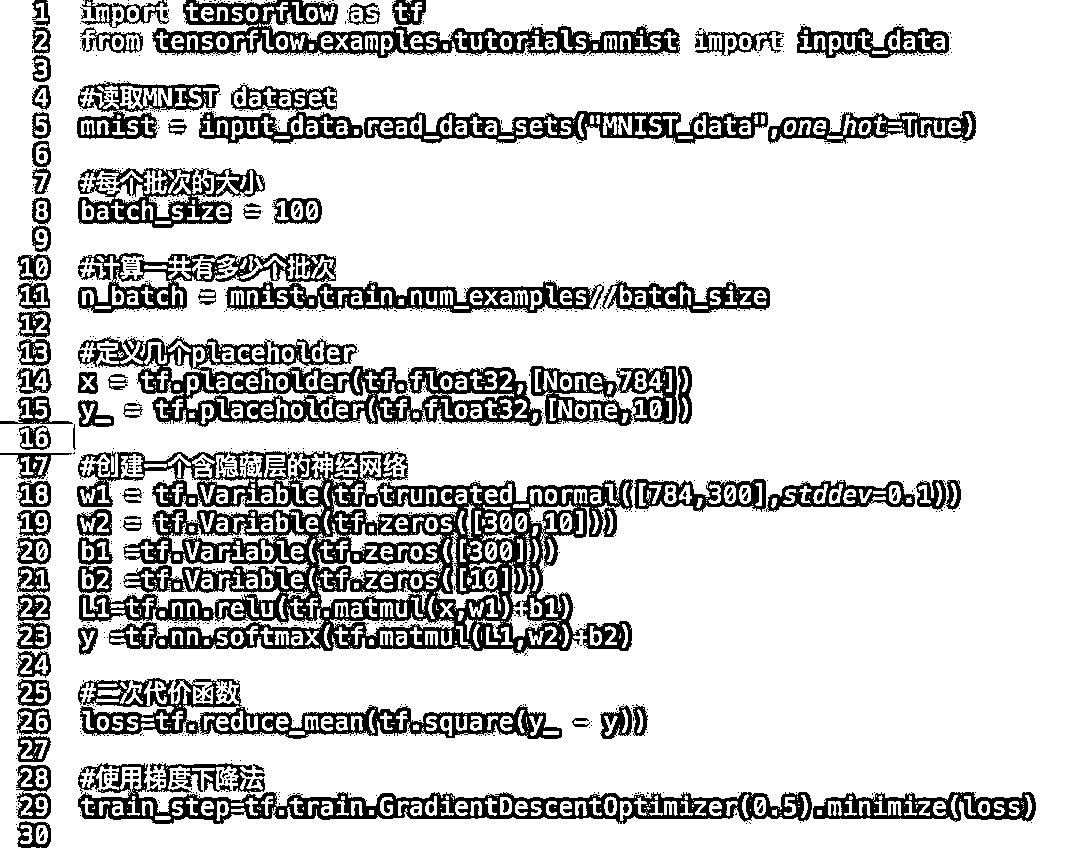 1 import tensorflow as tf
2 from tensorflow.examples.tutorials.mnist import input_data
3
4 #读取MNIST dataset
5 mnist = input_data.read_data_sets("MNIST_data",one_hot=True)
6
7 #每个批次的大小
8 batch_size = 100
9
10 #计算一共有多少个批次
11 n_batch = mnist.train.num_examples//batch_size
12
13 #定义几个placeholder
14 x = tf.placeholder(tf.float32,[None,784])
15 y_ = tf.placeholder(tf.float32,[None,10])
16
17 #创建一个含隐藏层的神经网络
18 w1 = tf.Variable(tf.truncated_normal([784,300],stddev=0.1))
19 w2 = tf.Variable(tf.zeros([300,10]))
20 b1 =tf.Variable(tf.zeros([300]))
21 b2 =tf.Variable(tf.zeros([10]))
22 L1=tf.nn.relu(tf.matmul(x,w1)+b1)
23 y =tf.nn.softmax(tf.matmul(L1,w2)+b2)
24
25 #二次代价函数
26 loss=tf.reduce_mean(tf.square(y_ - y))
27
28 #使用梯度下降法
29 train_step=tf.train.GradientDescentOptimizer(0.5).minimize(loss)
30